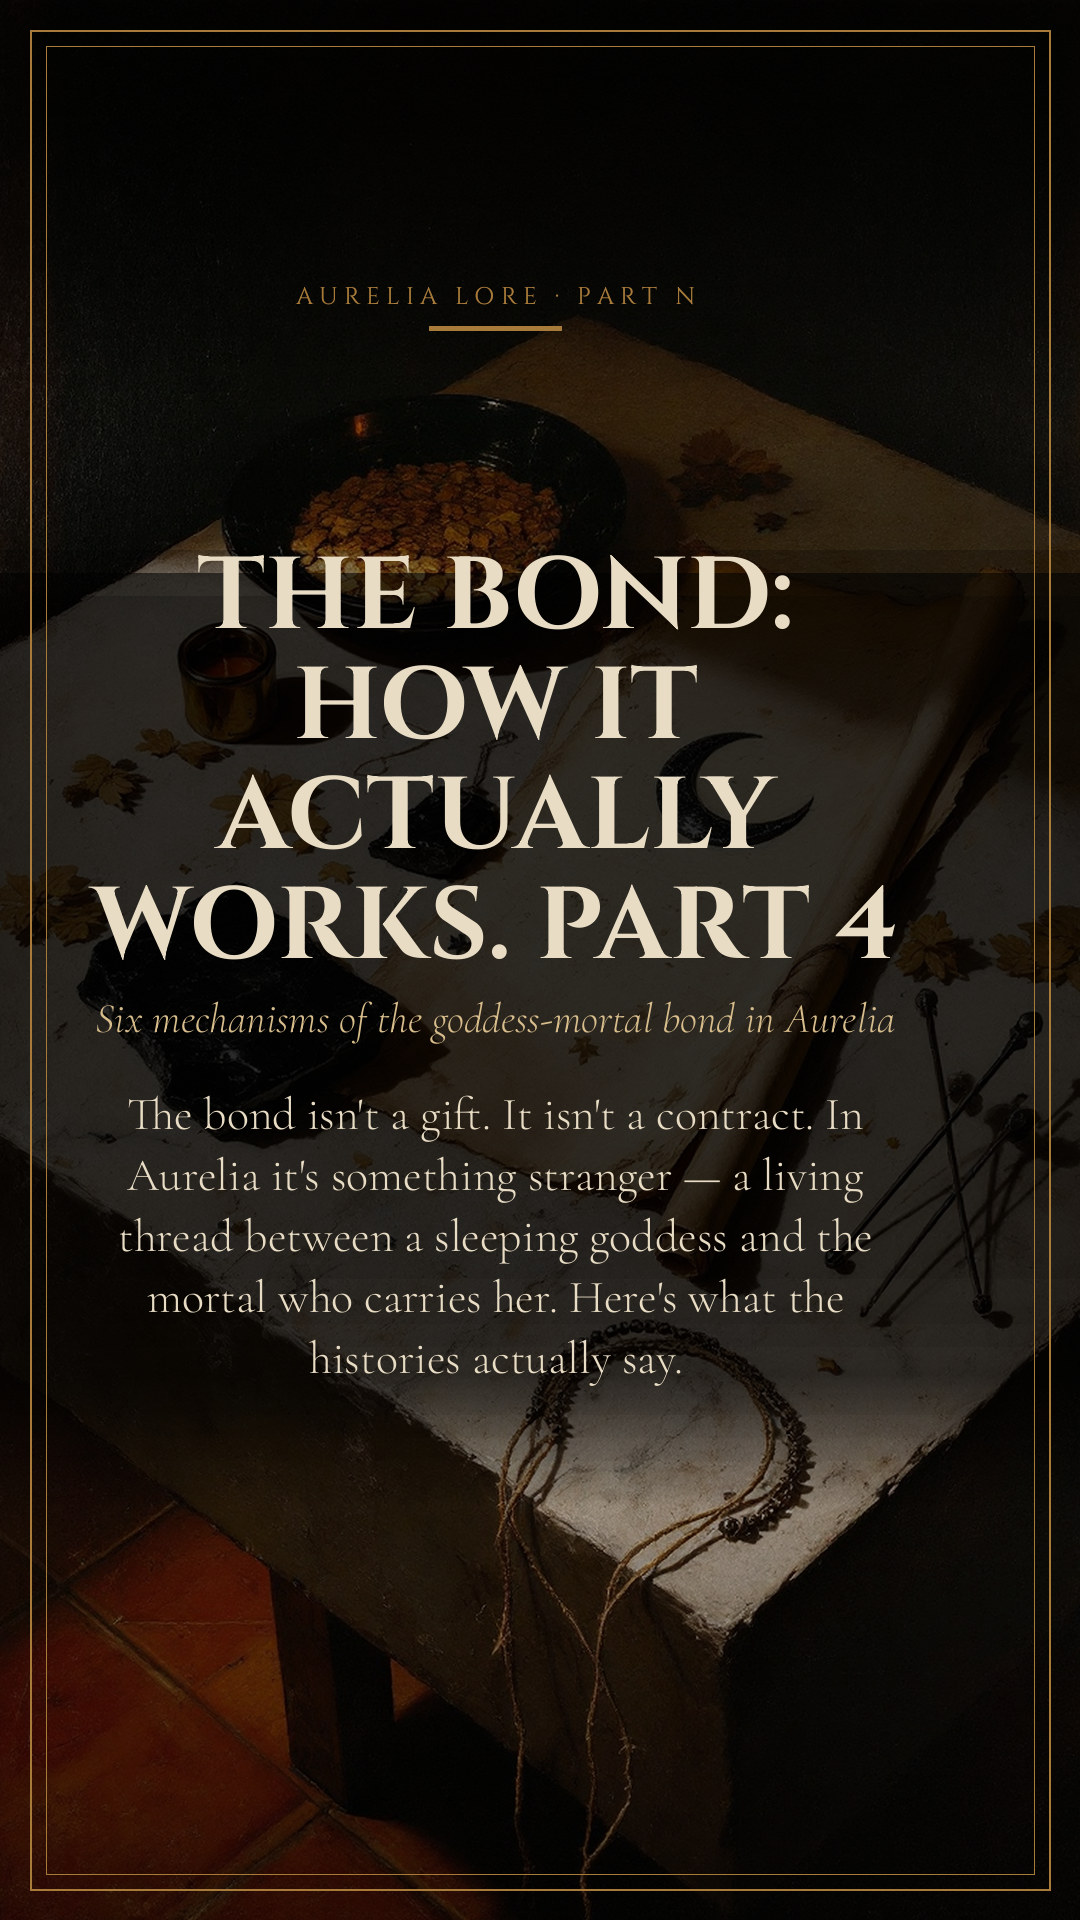 AURELIA LORE · PART N
THE BOND:
HOW IT
ACTUALLY
WORKS. PART 4
Six mechanisms of the goddess-mortal bond in Aurelia
The bond isn't a gift. It isn't a contract. In
Aurelia it's something stranger — a living
thread between a sleeping goddess and the
mortal who carries her. Here's what the
histories actually say.